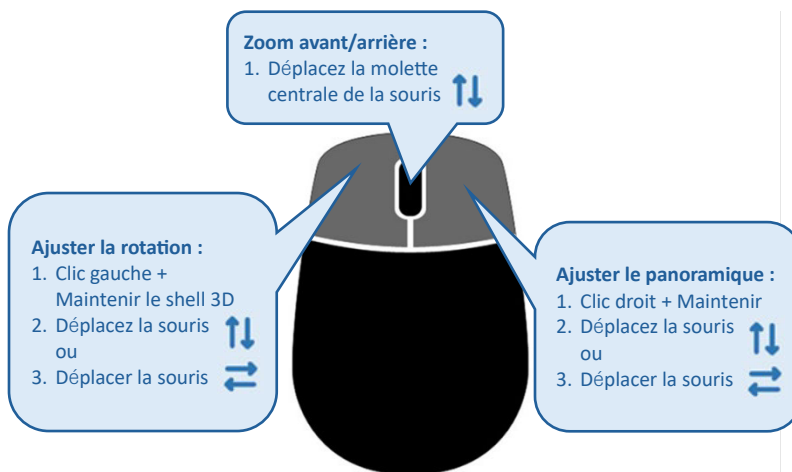 Zoom avant/arrière :
1. Déplacez la molette
centrale de la souris
Ajuster la rotation :
1. Clic gauche +
Maintenir le shell 3D
2. Déplacez la souris
ou
3. Déplacer la souris
Ajuster le panoramique :
1. Clic droit + Maintenir
2. Déplacez la souris
ou
3. Déplacer la souris